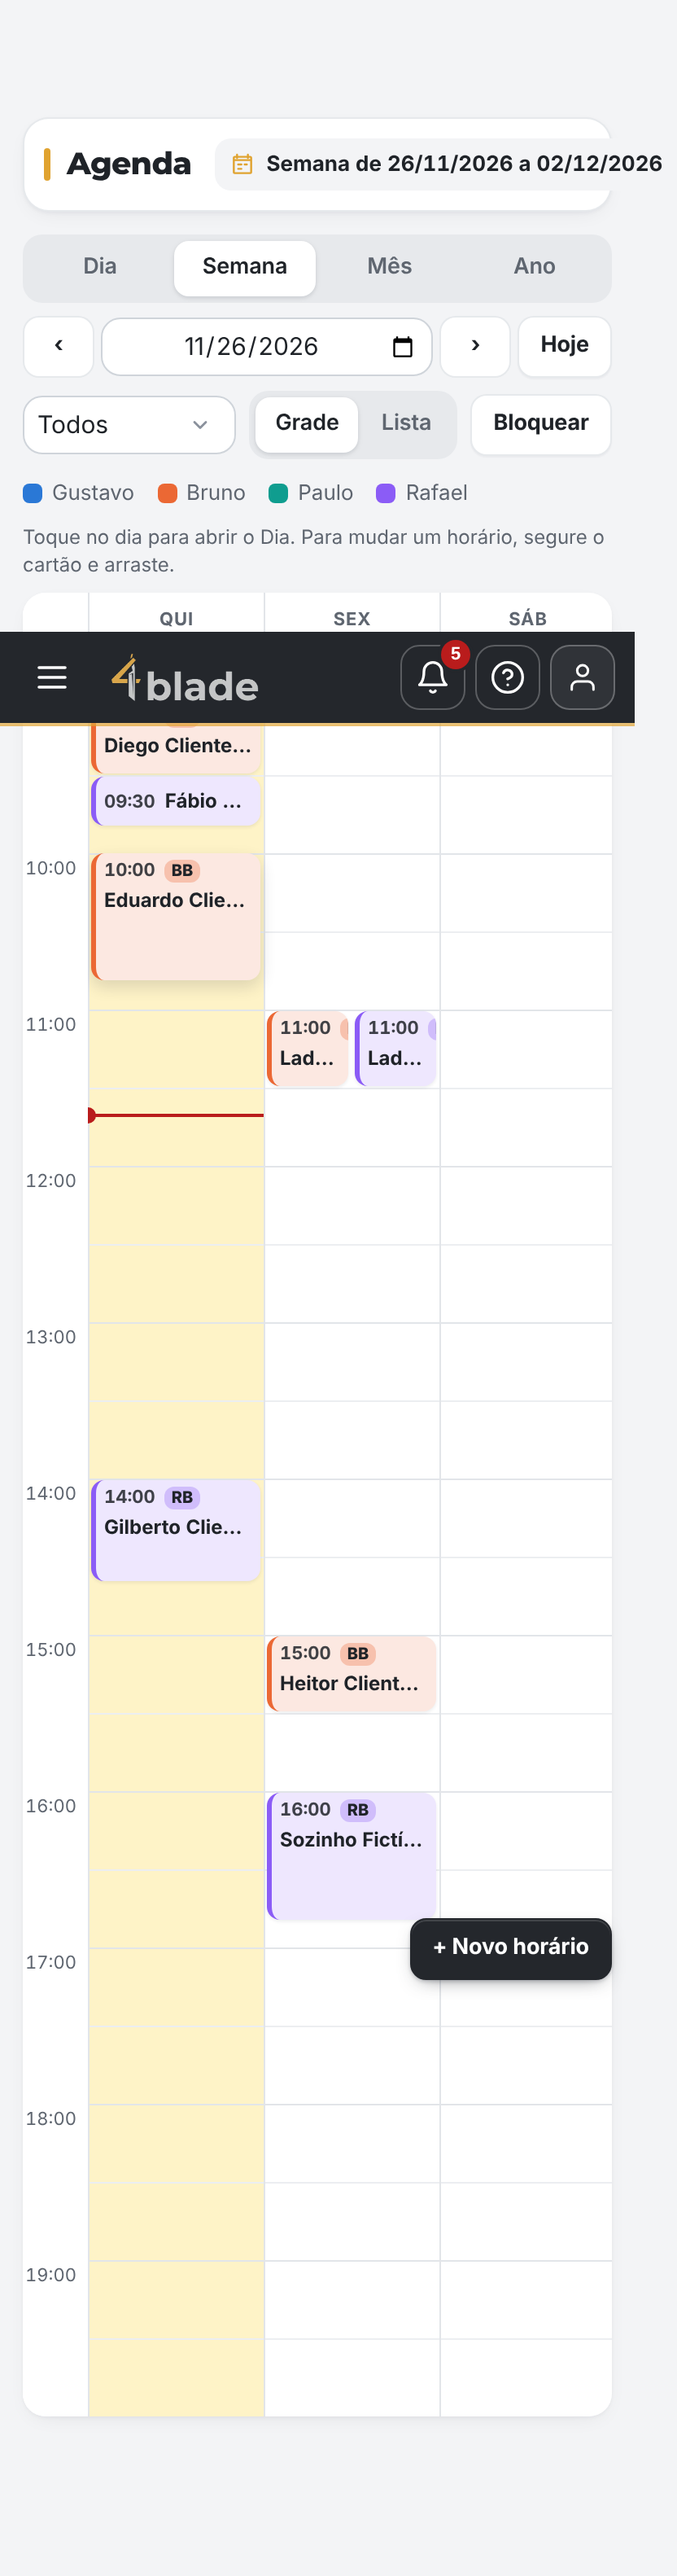 Agenda
Semana de 26/11/2026 a 02/12/2026
Dia Semana Mês Ano
‹ 11/26/2026 › Hoje
Todos Grade Lista Bloquear
Gustavo Bruno Paulo Rafael
Toque no dia para abrir o Dia. Para mudar um horário, segure o
cartão e arraste.
QUI SEX SÁB
4blade 5
Diego Cliente...
09:30 Fábio ...
10:00
10:00 BB
Eduardo Clie...
11:00
11:00
Lad...
11:00
Lad...
12:00
13:00
14:00
14:00 RB
Gilberto Clie...
15:00
15:00 BB
Heitor Client...
16:00
16:00 RB
Sozinho Fictí...
+ Novo horário
17:00
18:00
19:00